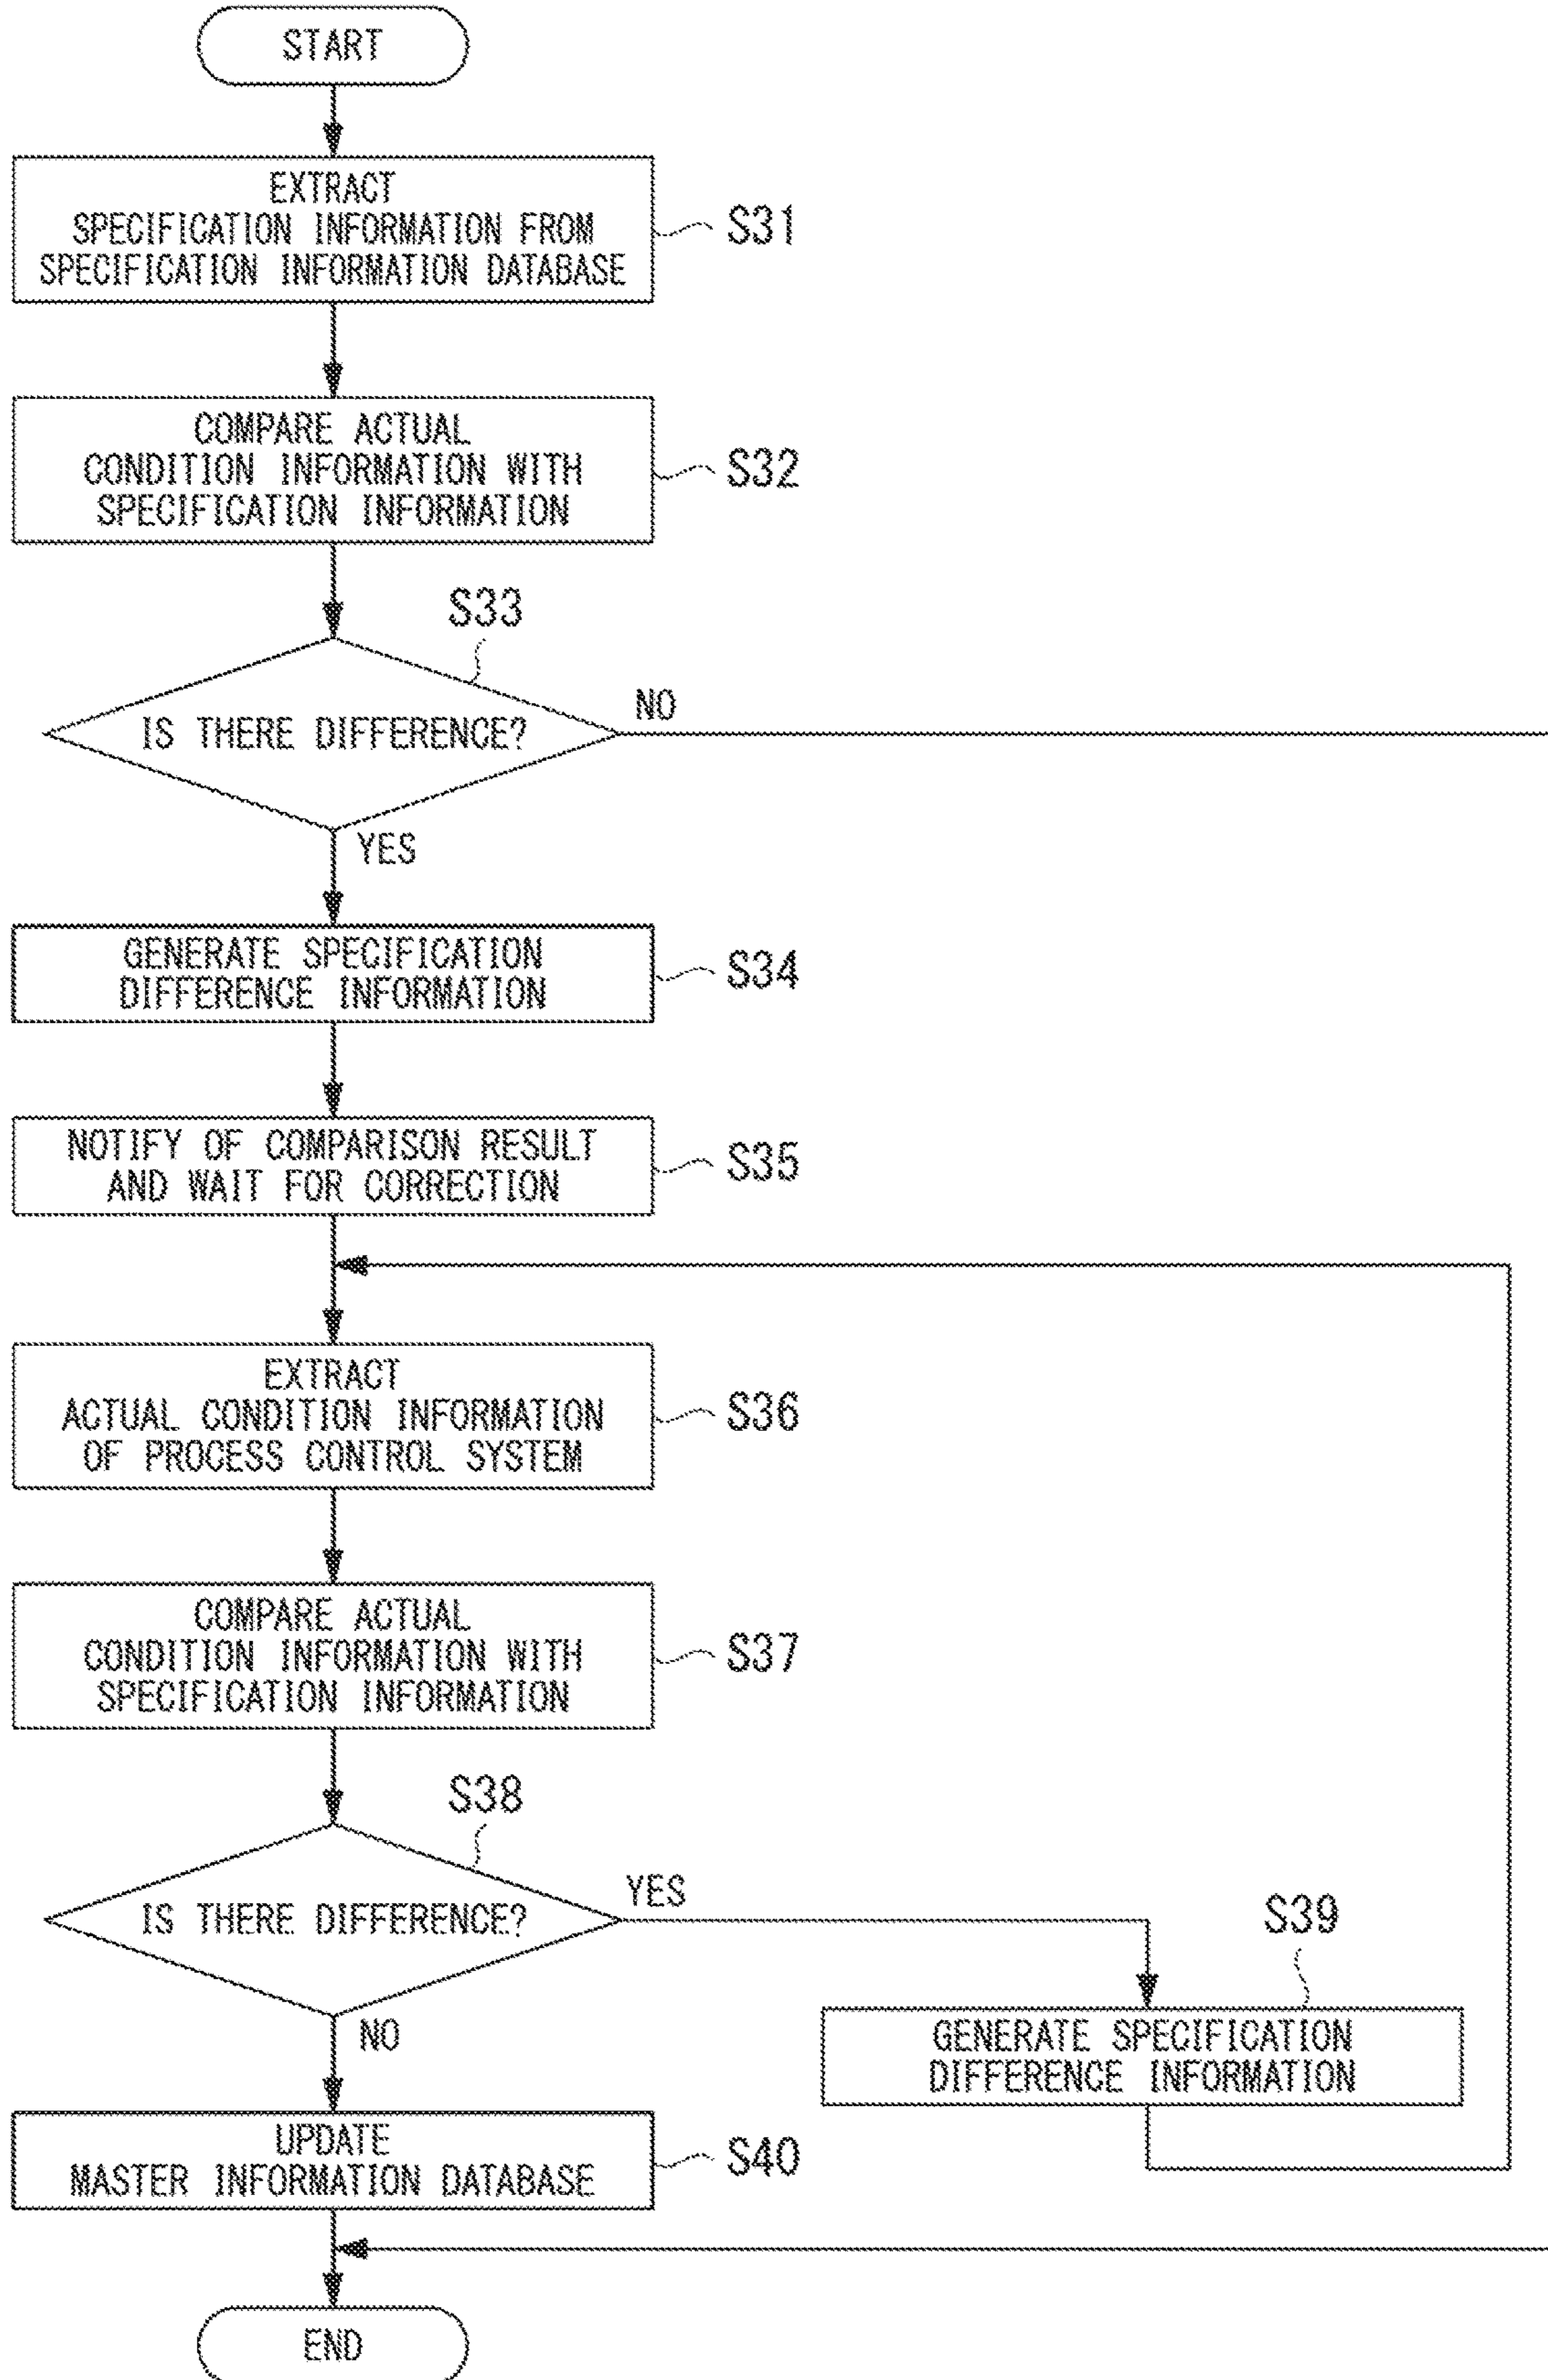 START
EXTRACT
SPECIFICATION INFORMATION FROM
SPECIFICATION INFORMATION DATABASE
S31
COMPARE ACTUAL
CONDITION INFORMATION WITH
SPECIFICATION INFORMATION
S32
S33
IS THERE DIFFERENCE?
NO
YES
GENERATE SPECIFICATION
DIFFERENCE INFORMATION
S34
NOTIFY OF COMPARISON RESULT
AND WAIT FOR CORRECTION
S35
EXTRACT
ACTUAL CONDITION INFORMATION
OF PROCESS CONTROL SYSTEM
S36
COMPARE ACTUAL
CONDITION INFORMATION WITH
SPECIFICATION INFORMATION
S37
S38
IS THERE DIFFERENCE?
YES
S39
GENERATE SPECIFICATION
DIFFERENCE INFORMATION
NO
UPDATE
MASTER INFORMATION DATABASE
S40
END